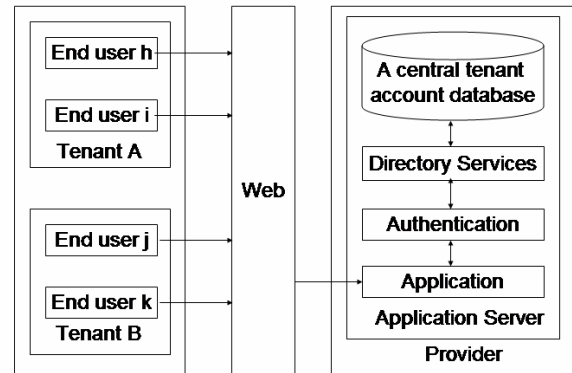 End user h
End user i
Tenant A
End user j
End user k
Tenant B
Web
A central tenant
account database
Directory Services
Authentication
Application
Application Server
Provider